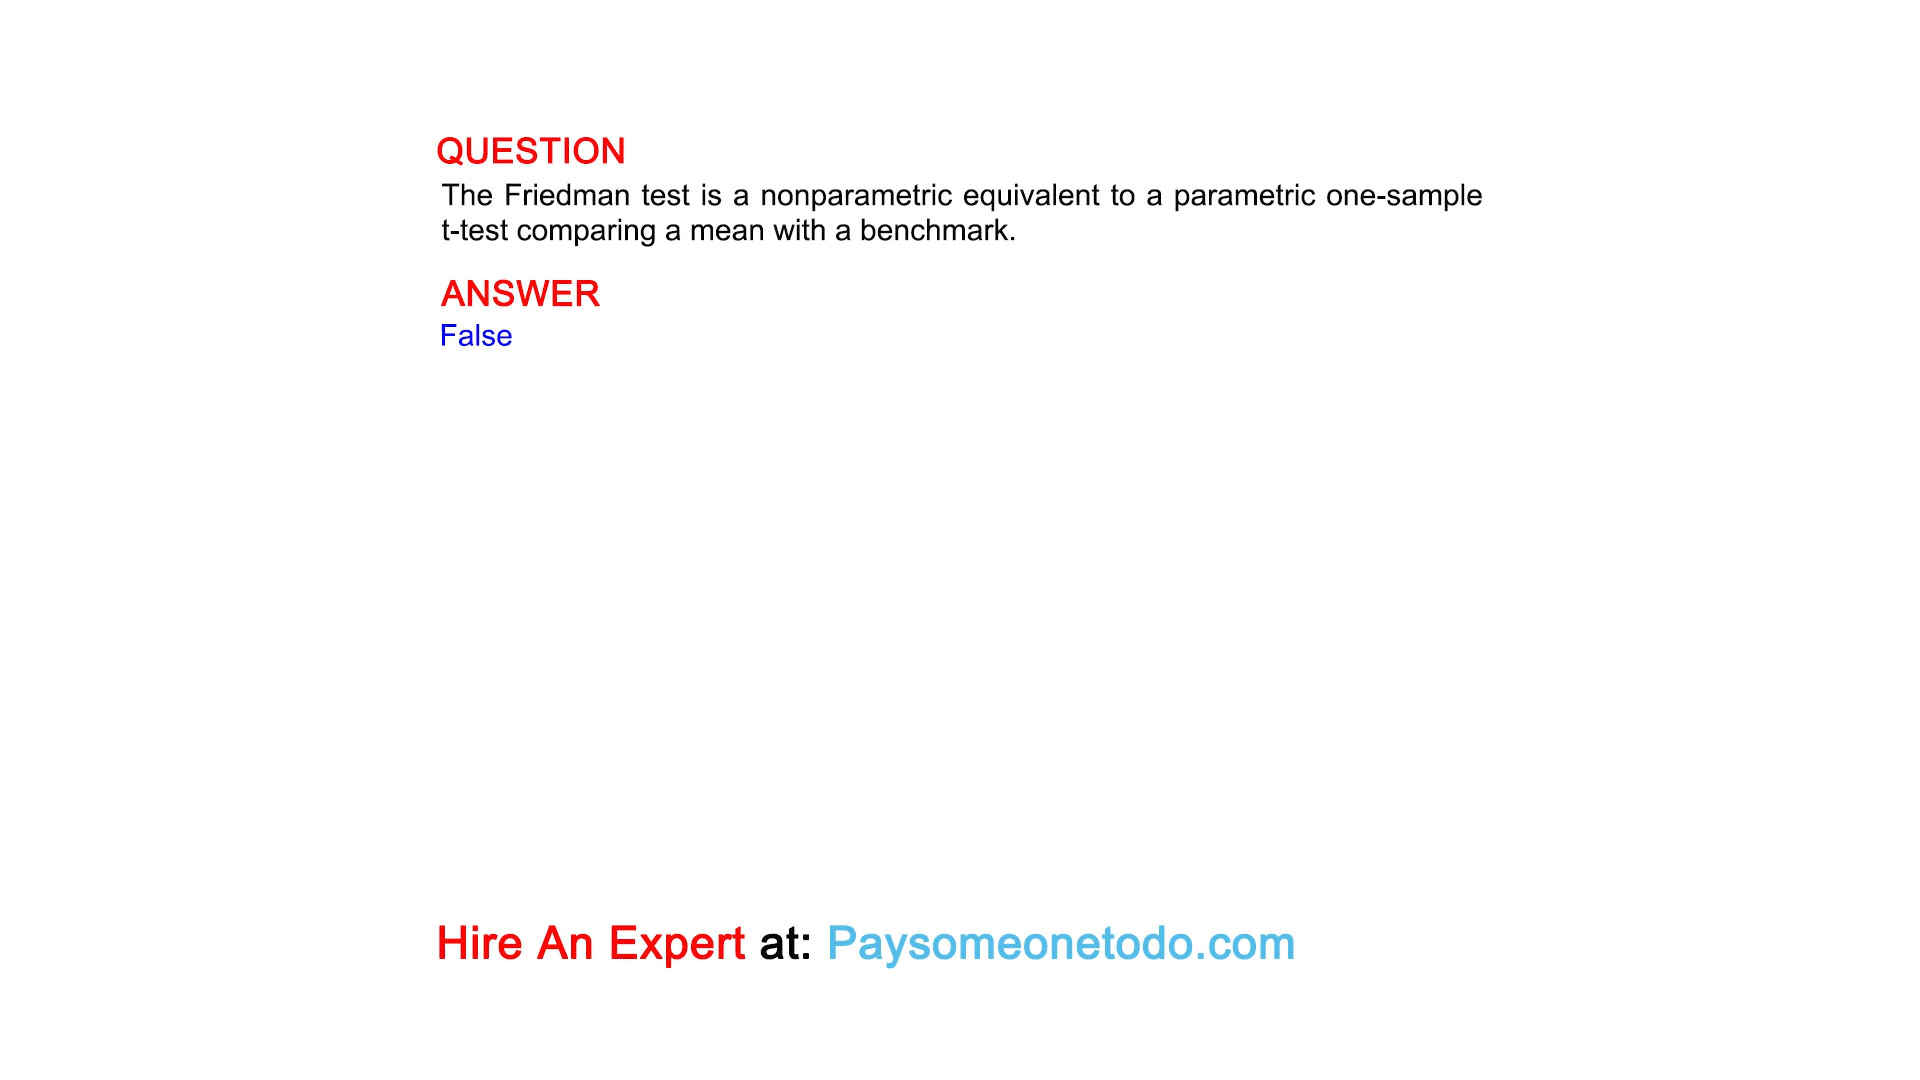 QUESTION
The Friedman test is a nonparametric equivalent to a parametric one-sample
t-test comparing a mean with a benchmark.
ANSWER
False
Hire An Expert at: Paysomeonetodo.com